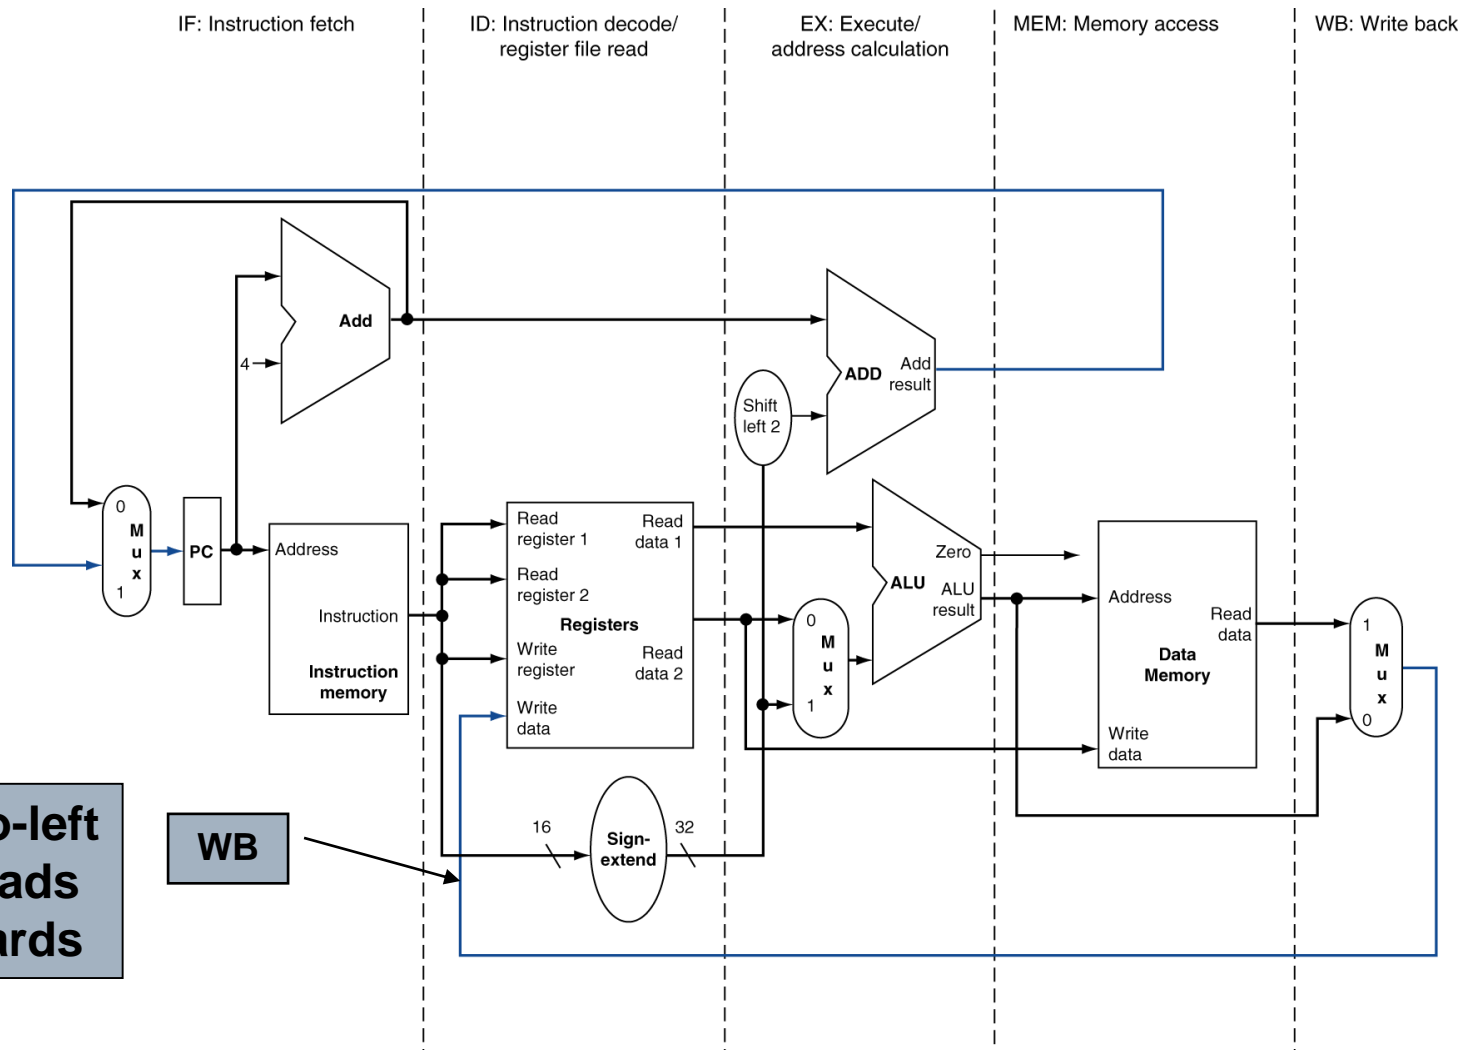 IF: Instruction fetch
ID: Instruction decode/
register file read
EX: Execute/
address calculation
MEM: Memory access
WB: Write back
Add
4
ADD
Add
result
Shift
left 2
0
M
u
x
1
PC
Address
Instruction
Instruction
memory
Read
register 1
Read
register 2
Write
register
Write
data
Registers
Read
data 1
Read
data 2
0
M
u
x
1
Zero
ALU
ALU
result
Address
Read
data
Data
Memory
Write
data
1
M
u
x
0
16
Sign-
extend
32
WB
o-left
ads
ards